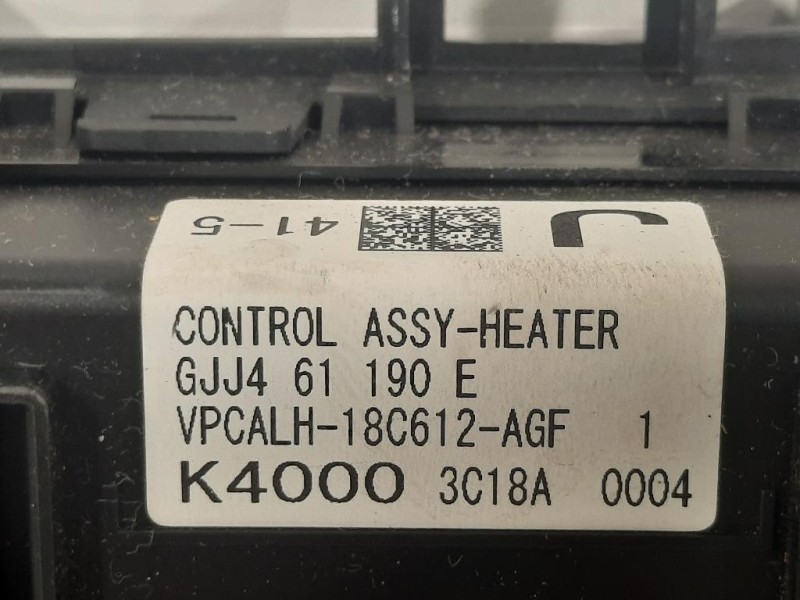 41-5 J
CONTROL ASSY-HEATER
GJJ4 61 190 E
VPCALH-18C612-AGF 1
K4000 3C18A 0004